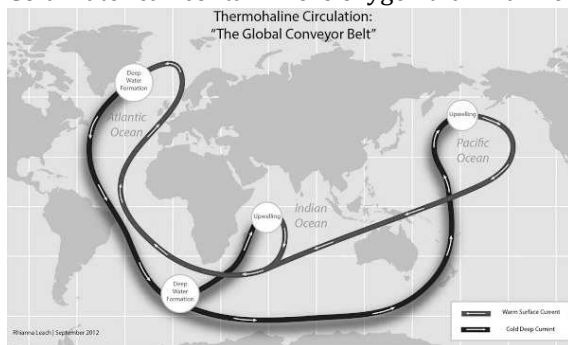 Thermohaline Circulation:
"The Global Conveyor Belt"
Deep
Water
Formation
Atlantic
Ocean
Upwelling
Pacific
Ocean
Indian
Ocean
Upwelling
Deep
Water
Formation
Warm Surface Current
Cold Deep Current
Rhianna Leach | September 2012